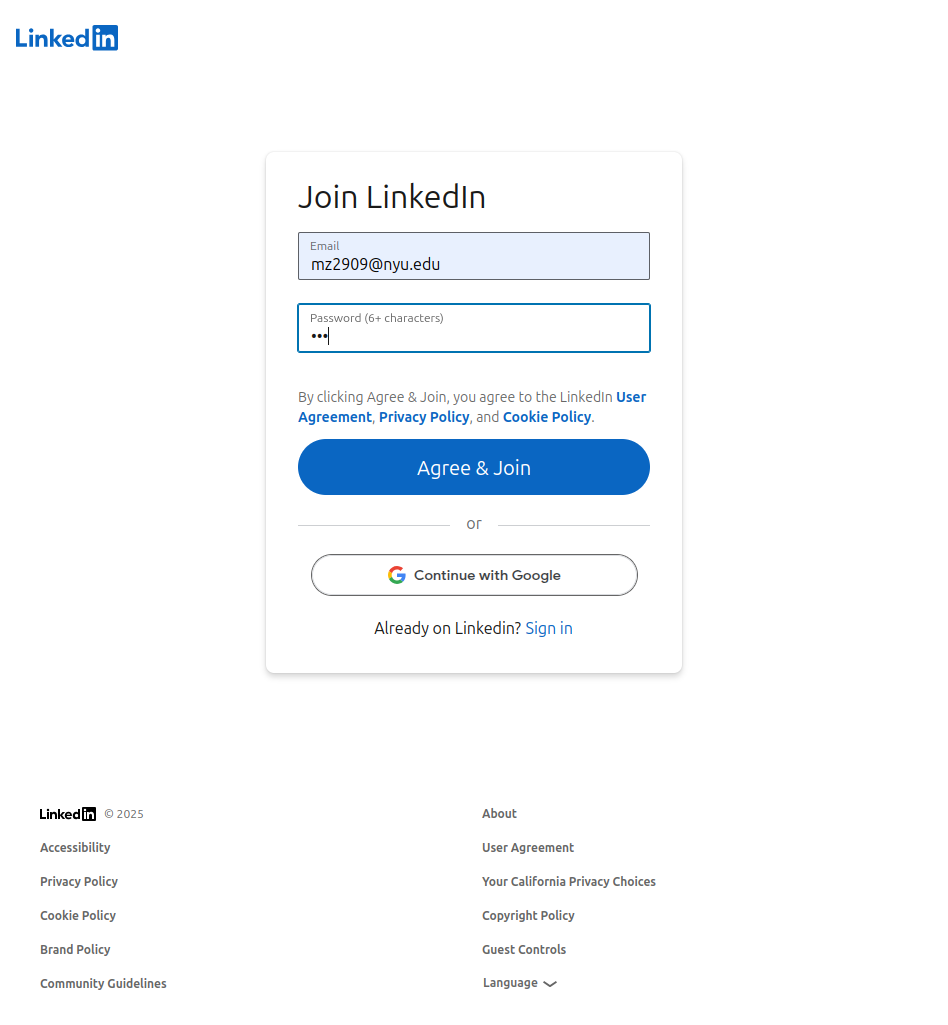 LinkedIn
Join LinkedIn
Email
mz2909@nyu.edu
Password (6+ characters)
•••
By clicking Agree & Join, you agree to the LinkedIn User
Agreement, Privacy Policy, and Cookie Policy.
Agree & Join
or
Continue with Google
Already on Linkedin? Sign in
LinkedIn © 2025
About
Accessibility
User Agreement
Privacy Policy
Your California Privacy Choices
Cookie Policy
Copyright Policy
Brand Policy
Guest Controls
Community Guidelines
Language